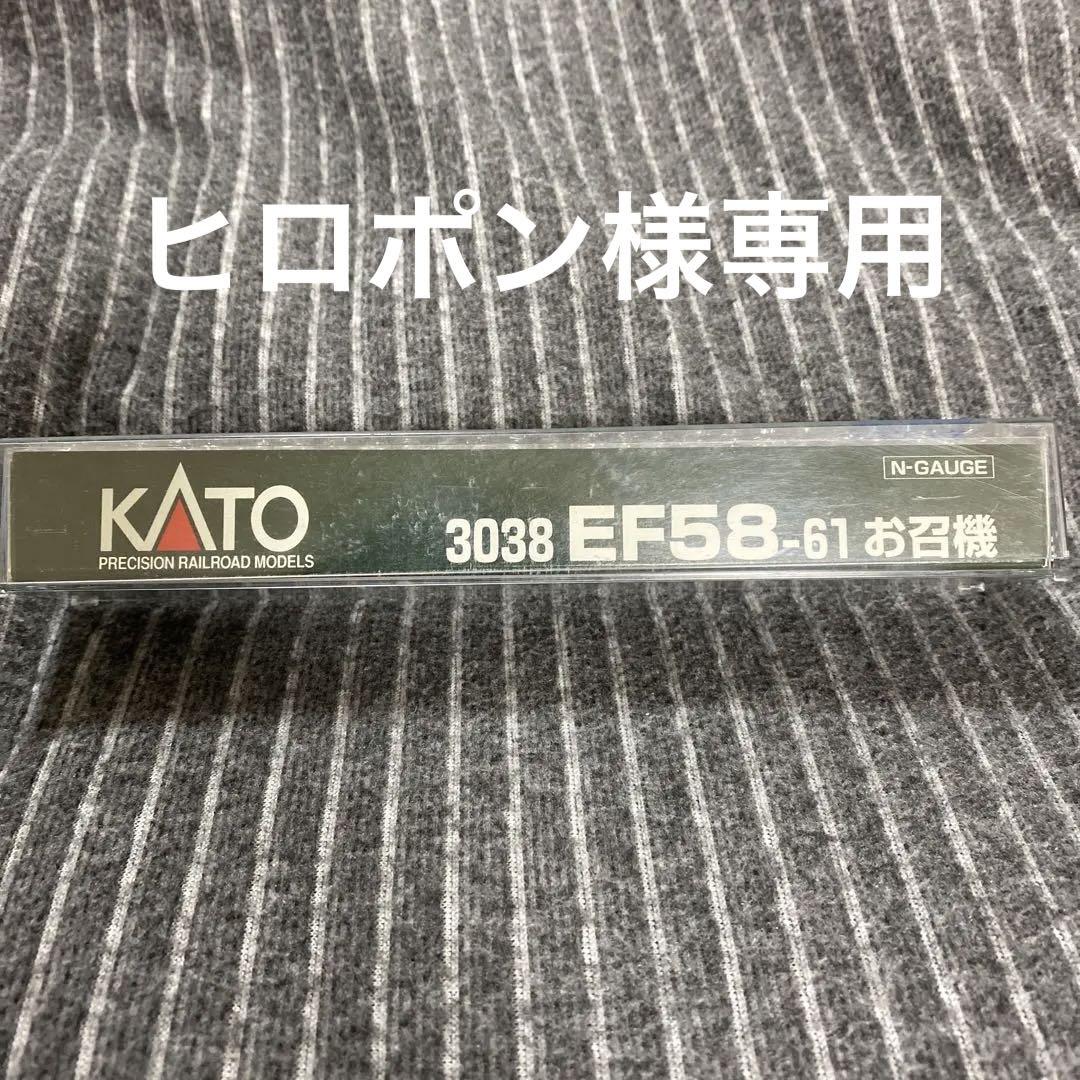 ヒロポン様専用
N-GAUGE
KATO
3038 EF58-61 お召機
PRECISION RAILROAD MODELS